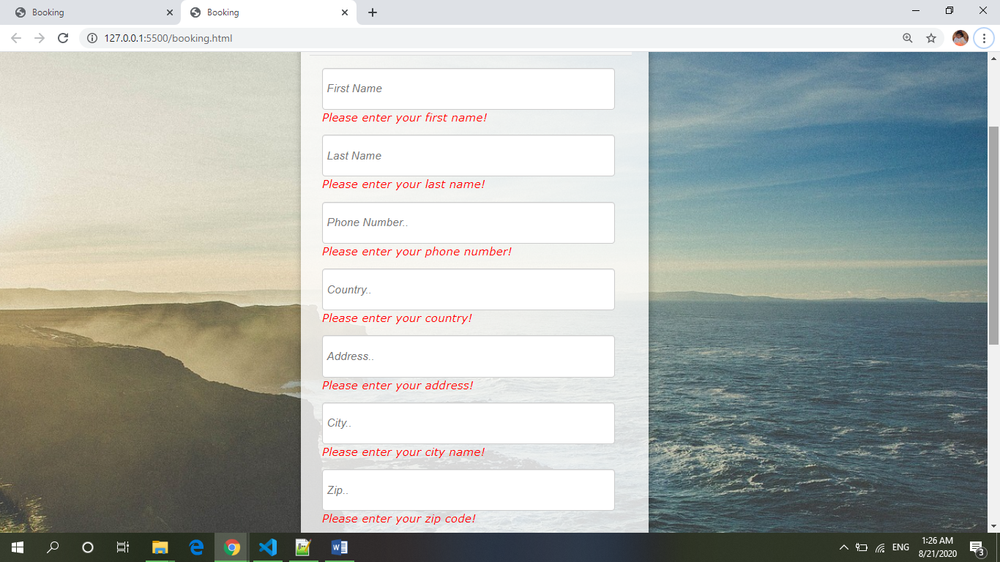 Booking
Booking
127.0.0.1:5500/booking.html
First Name
Please enter your first name!
Last Name
Please enter your last name!
Phone Number..
Please enter your phone number!
Country..
Please enter your country!
Address..
Please enter your address!
City..
Please enter your city name!
Zip..
Please enter your zip code!
ENG
1:26 AM
8/21/2020
3